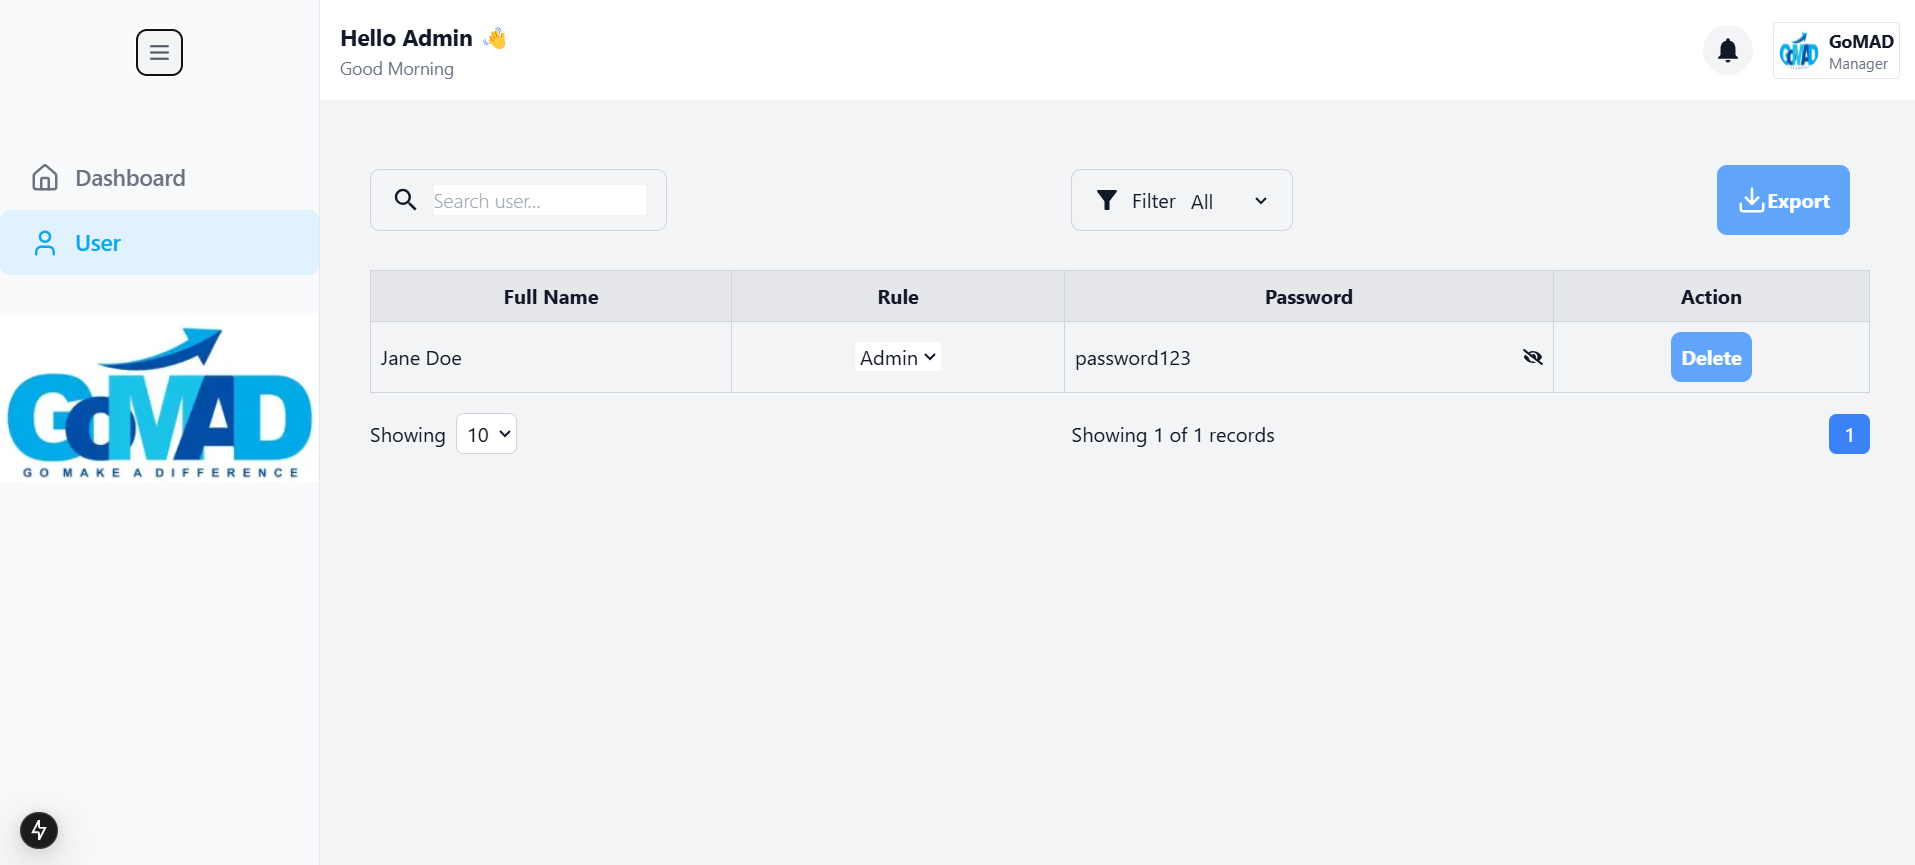 Hello Admin 👋
Good Morning
GoMAD
GoMAD
Manager
Dashboard
User
GoMAD
GO MAKE A DIFFERENCE
Search user...
Filter All
Export
Full Name Rule Password Action
Jane Doe Admin password123 Delete
Showing 10 Showing 1 of 1 records 1